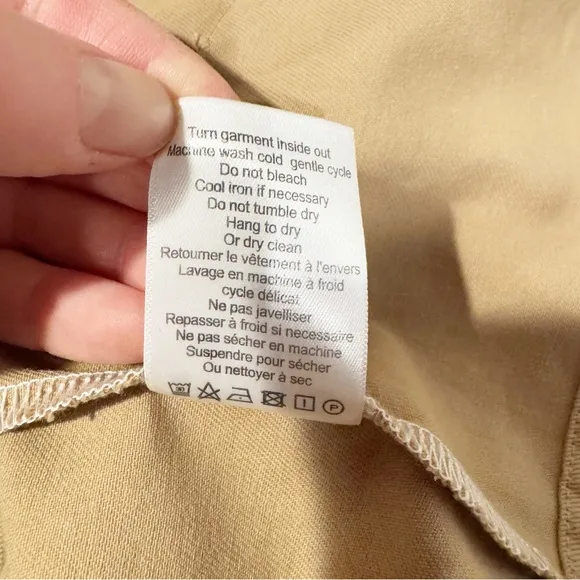 Turn garment inside out
Machine wash cold gentle cycle
Do not bleach
Cool iron if necessary
Do not tumble dry
Hang to dry
Or dry clean
Retourner le vêtement à l'envers
Lavage en machine à froid
cycle délicat
Ne pas javelliser
Repasser à froid si necessaire
Ne pas sécher en machine
Suspendre pour sécher
Ou nettoyer à sec
P